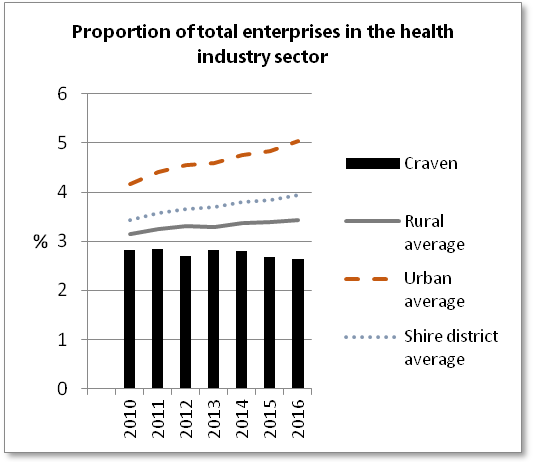 Proportion of total enterprises in the health
industry sector
6
5
4
3
2
1
0
%
2010
2011
2012
2013
2014
2015
2016
Craven
Rural
average
Urban
average
Shire district
average